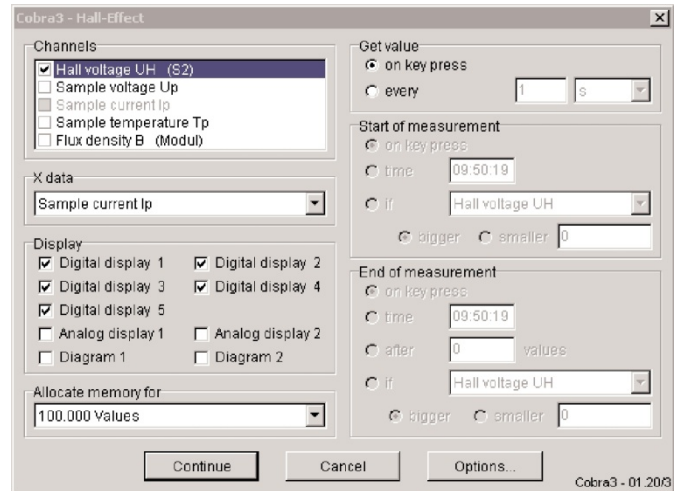 Cobra3 - Hall-Effect
Channels
Hall voltage UH (S2)
Sample voltage Up
Sample current Ip
Sample temperature Tp
Flux density B (Modul)
X data
Sample current Ip
Display
Digital display 1 Digital display 2
Digital display 3 Digital display 4
Digital display 5
Analog display 1 Analog display 2
Diagram 1 Diagram 2
Allocate memory for
100.000 Values
Get value
on key press
every 1 s
Start of measurement
on key press
time 09:50:19
if Hall voltage UH
bigger smaller 0
End of measurement
on key press
time 09:50:19
after 0 values
if Hall voltage UH
bigger smaller 0
Continue Cancel Options...
Cobra3 - 01.20/3